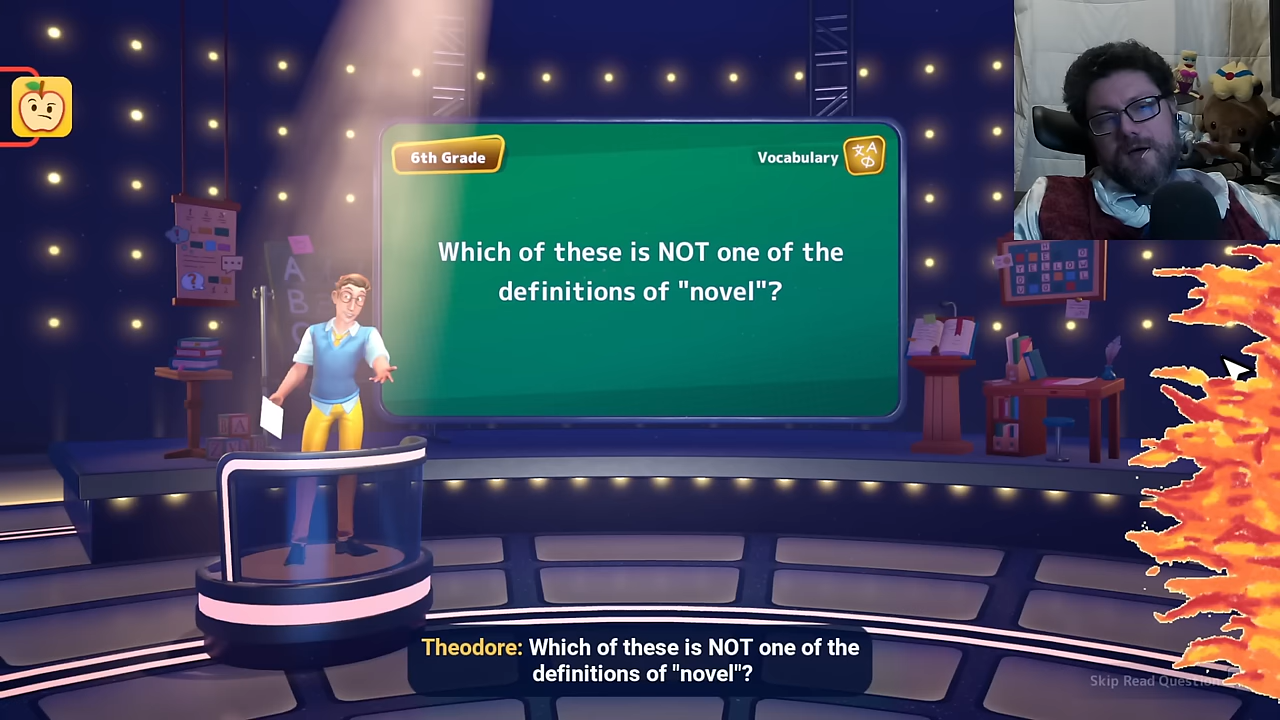 6th Grade
Vocabulary
Which of these is NOT one of the
definitions of "novel"?
A
B
C
Theodore: Which of these is NOT one of the
definitions of "novel"?
Skip Read Question